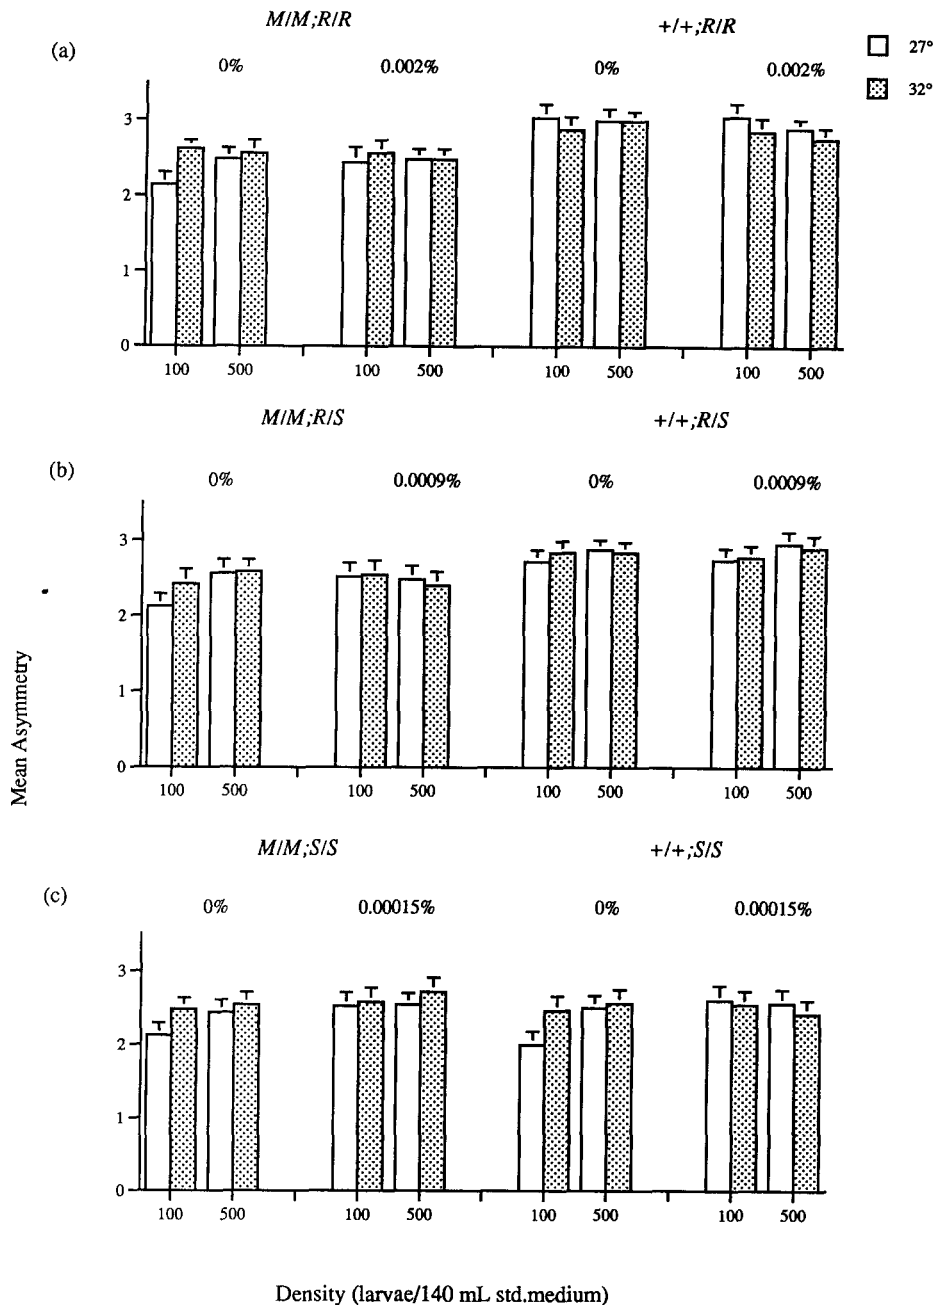 M/M;R/R +/+;R/R
(a)
27°
32°
0% 0.002% 0% 0.002%
3
2
1
0
100 500 100 500 100 500 100 500
M/M;R/S +/+;R/S
(b)
0% 0.0009% 0% 0.0009%
3
2
1
0
100 500 100 500 100 500 100 500
Mean Asymmetry
M/M;S/S +/+;S/S
(c)
0% 0.00015% 0% 0.00015%
3
2
1
0
100 500 100 500 100 500 100 500
Density (larvae/140 mL std.medium)